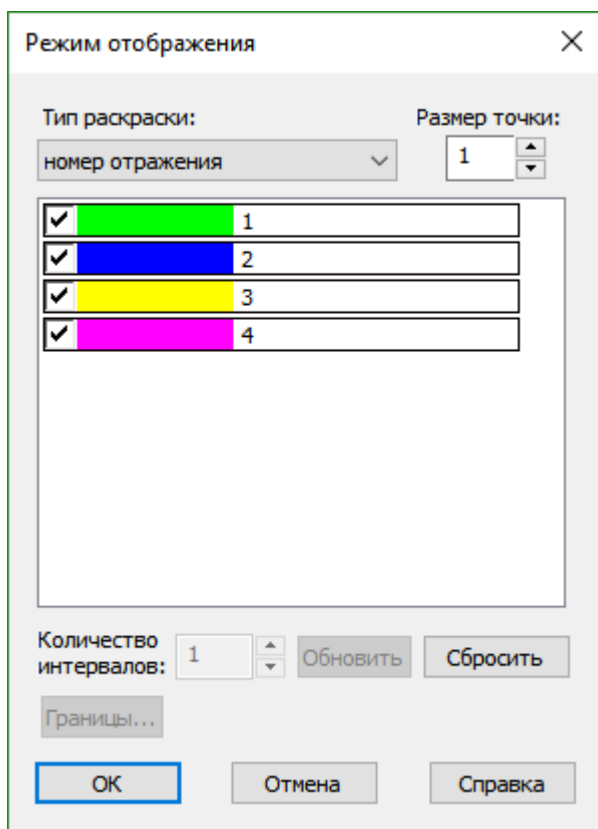 Режим отображения
Тип раскраски:
Размер точки:
номер отражения
1
1
2
3
4
Количество
интервалов:
1
Обновить
Сбросить
Границы...
ОК
Отмена
Справка